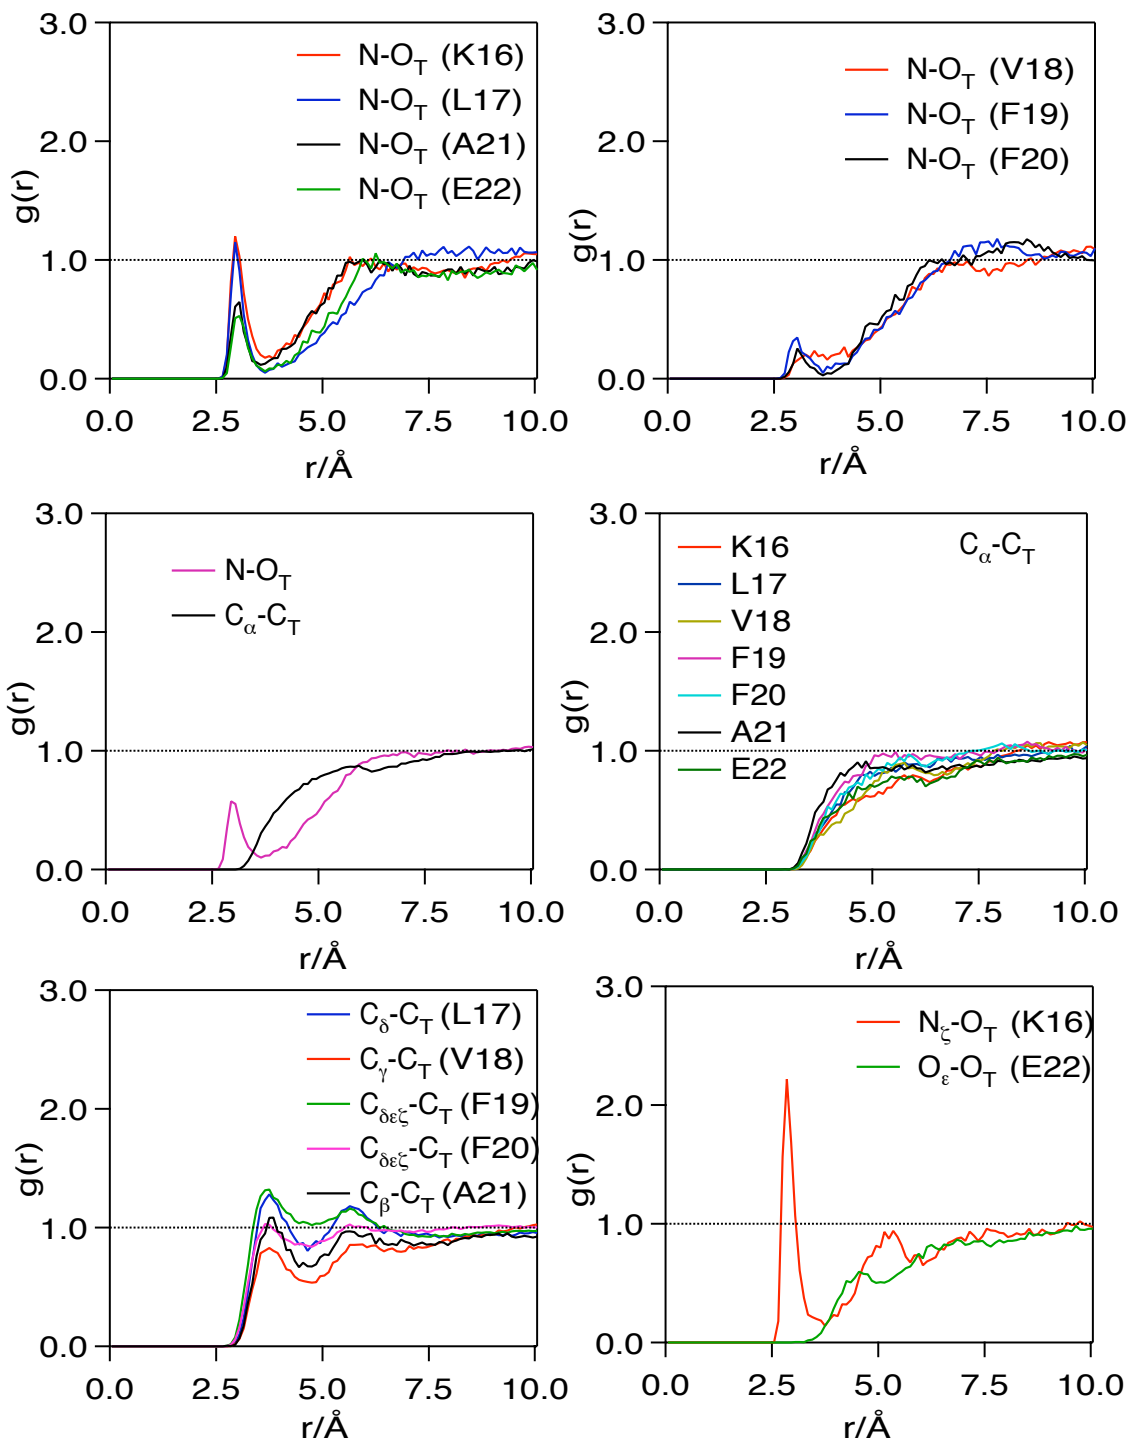 3.0
2.0
1.0
0.0
g(r)
N-O_T (K16)
N-O_T (L17)
N-O_T (A21)
N-O_T (E22)
0.0 2.5 5.0 7.5 10.0
r/Å
3.0
2.0
1.0
0.0
g(r)
N-O_T (V18)
N-O_T (F19)
N-O_T (F20)
0.0 2.5 5.0 7.5 10.0
r/Å
3.0
2.0
1.0
0.0
g(r)
N-O_T
C_α-C_T
0.0 2.5 5.0 7.5 10.0
r/Å
3.0
2.0
1.0
0.0
g(r)
C_α-C_T
K16
L17
V18
F19
F20
A21
E22
0.0 2.5 5.0 7.5 10.0
r/Å
3.0
2.0
1.0
0.0
g(r)
C_δ-C_T (L17)
C_γ-C_T (V18)
C_δεζ-C_T (F19)
C_δεζ-C_T (F20)
C_β-C_T (A21)
0.0 2.5 5.0 7.5 10.0
r/Å
3.0
2.0
1.0
0.0
g(r)
N_ζ-O_T (K16)
O_ε-O_T (E22)
0.0 2.5 5.0 7.5 10.0
r/Å